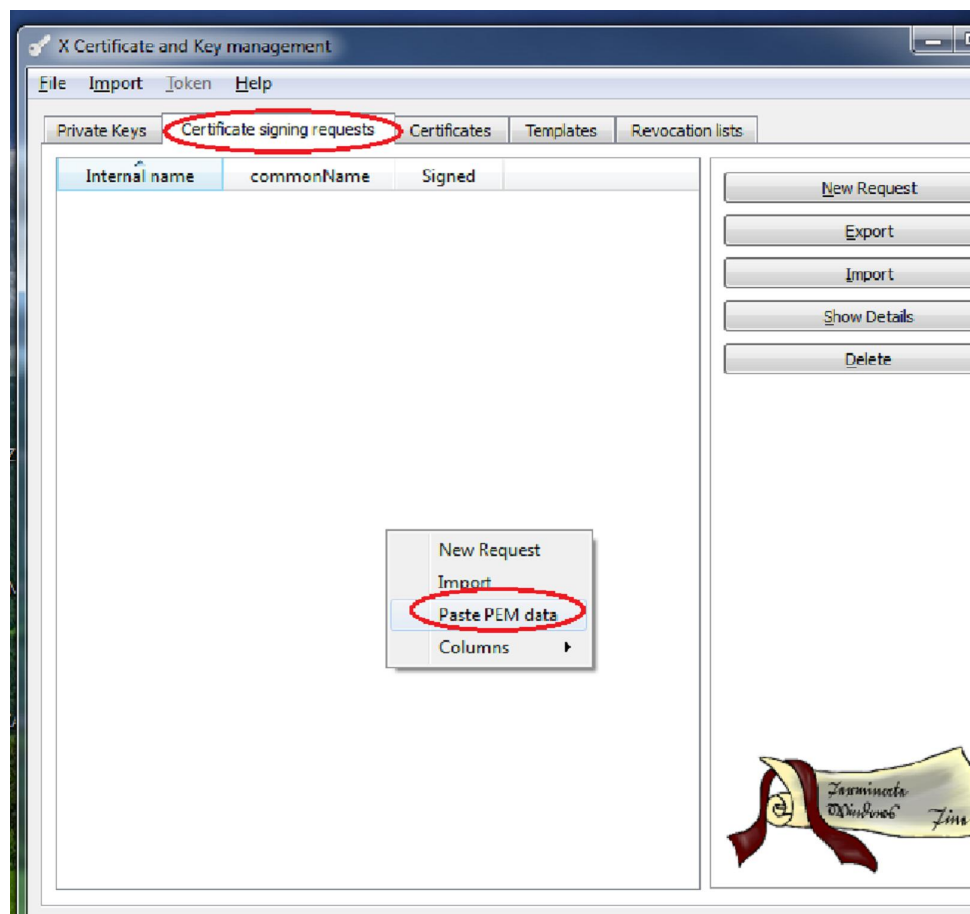 X Certificate and Key management
File Import Token Help
Private Keys Certificate signing requests Certificates Templates Revocation lists
Internal name commonName Signed
New Request
Export
Import
Show Details
Delete
New Request
Import
Paste PEM data
Columns